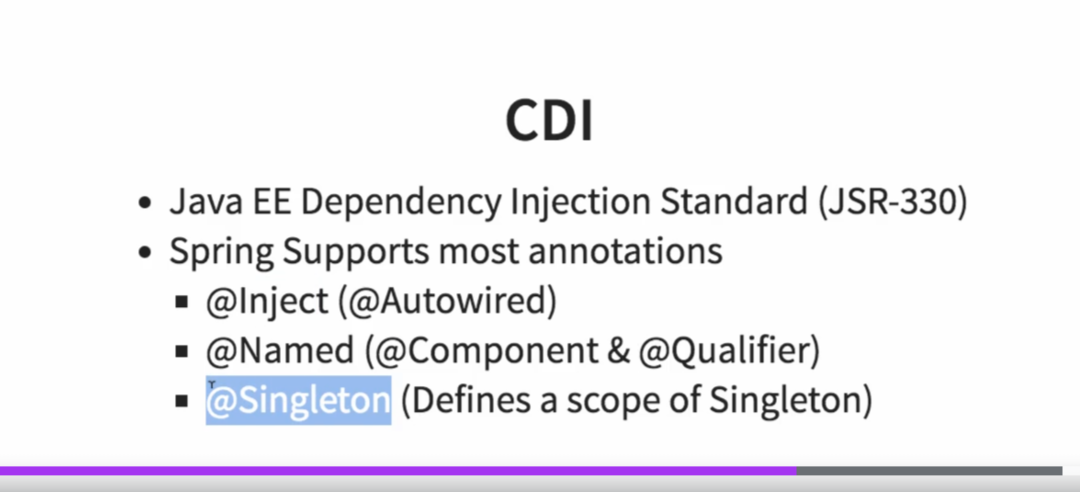 CDI
• Java EE Dependency Injection Standard (JSR-330)
• Spring Supports most annotations
▪ @Inject (@Autowired)
▪ @Named (@Component & @Qualifier)
▪ @Singleton (Defines a scope of Singleton)